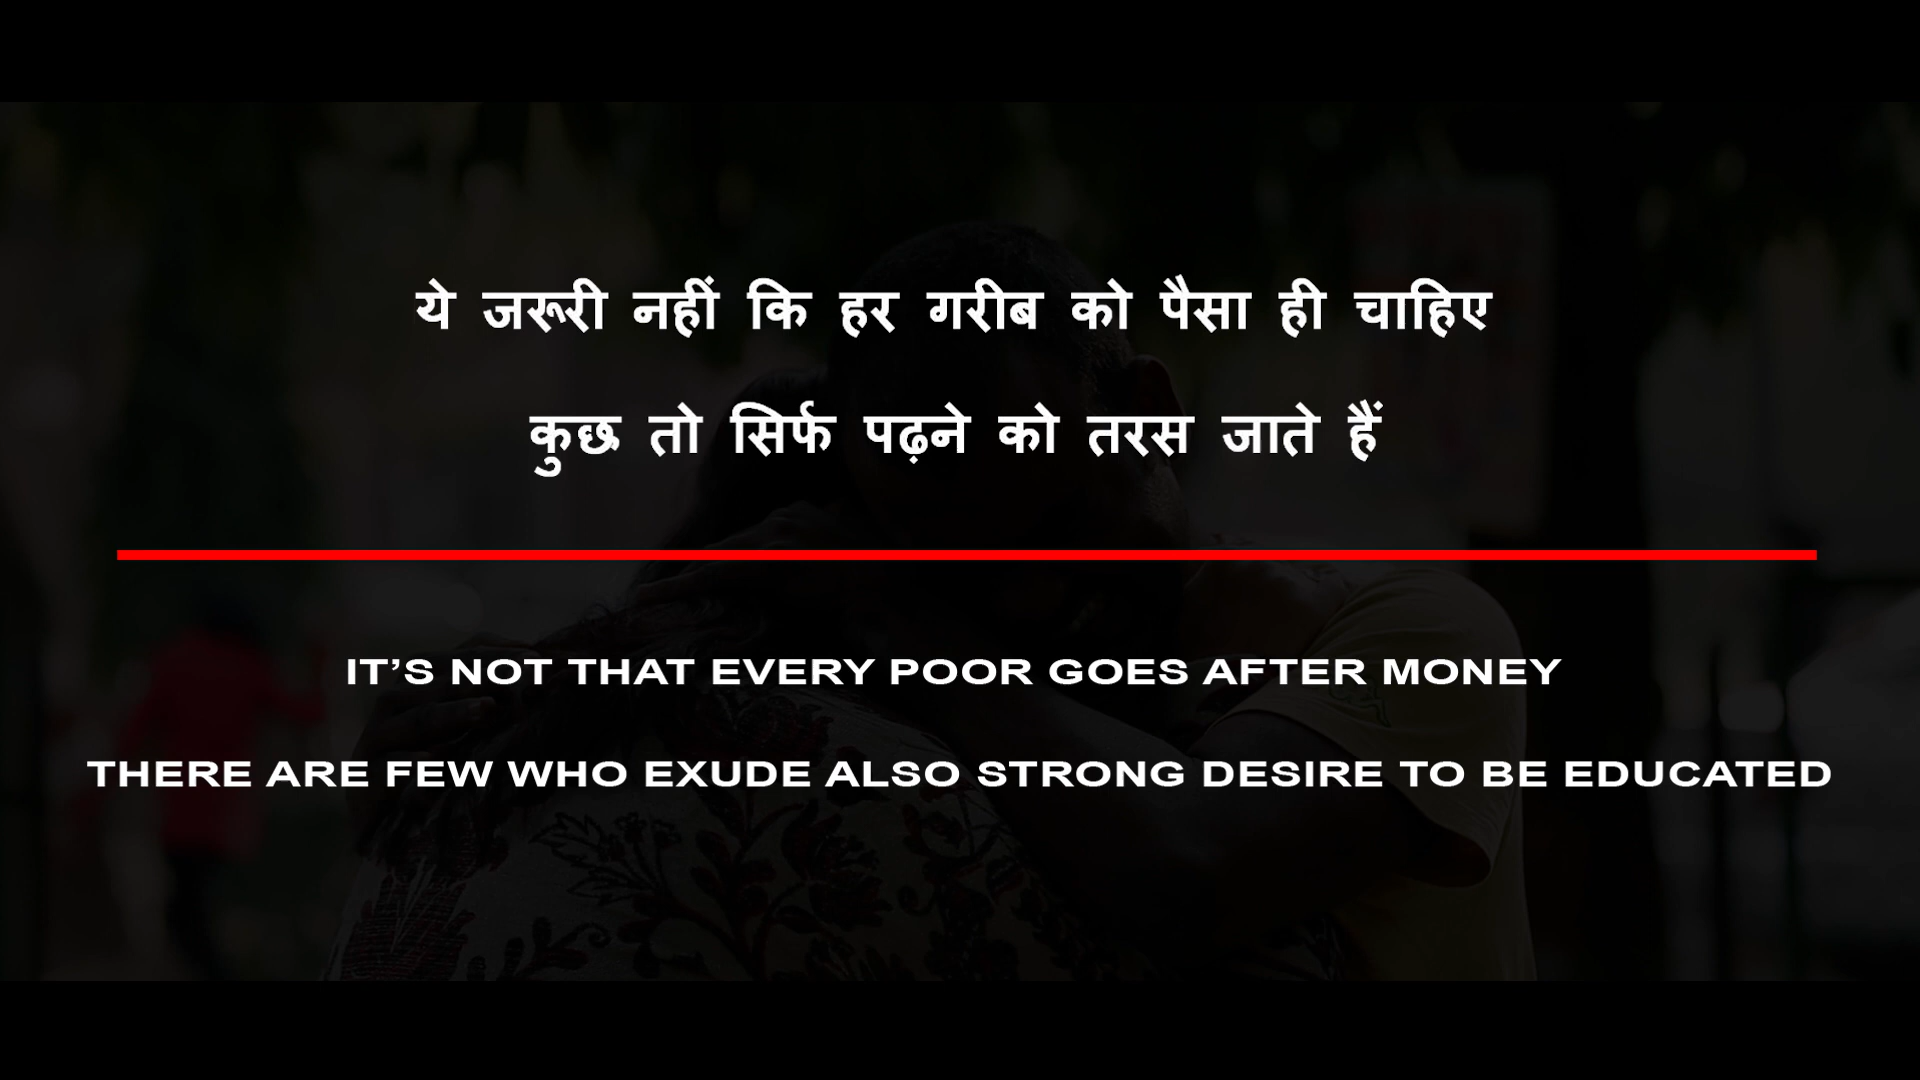 ये जरूरी नहीं कि हर गरीब को पैसा ही चाहिए
कुछ तो सिर्फ पढ़ने को तरस जाते हैं
IT’S NOT THAT EVERY POOR GOES AFTER MONEY
THERE ARE FEW WHO EXUDE ALSO STRONG DESIRE TO BE EDUCATED